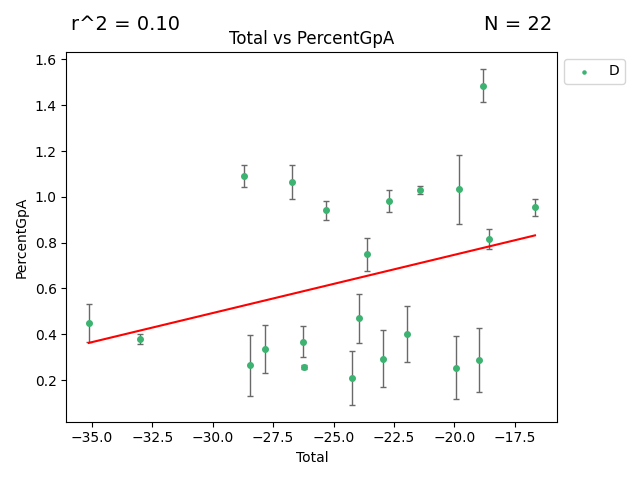 r^2 = 0.10
N = 22
Total vs PercentGpA
D
1.6
1.4
1.2
1.0
0.8
0.6
0.4
0.2
PercentGpA
−35.0 −32.5 −30.0 −27.5 −25.0 −22.5 −20.0 −17.5
Total